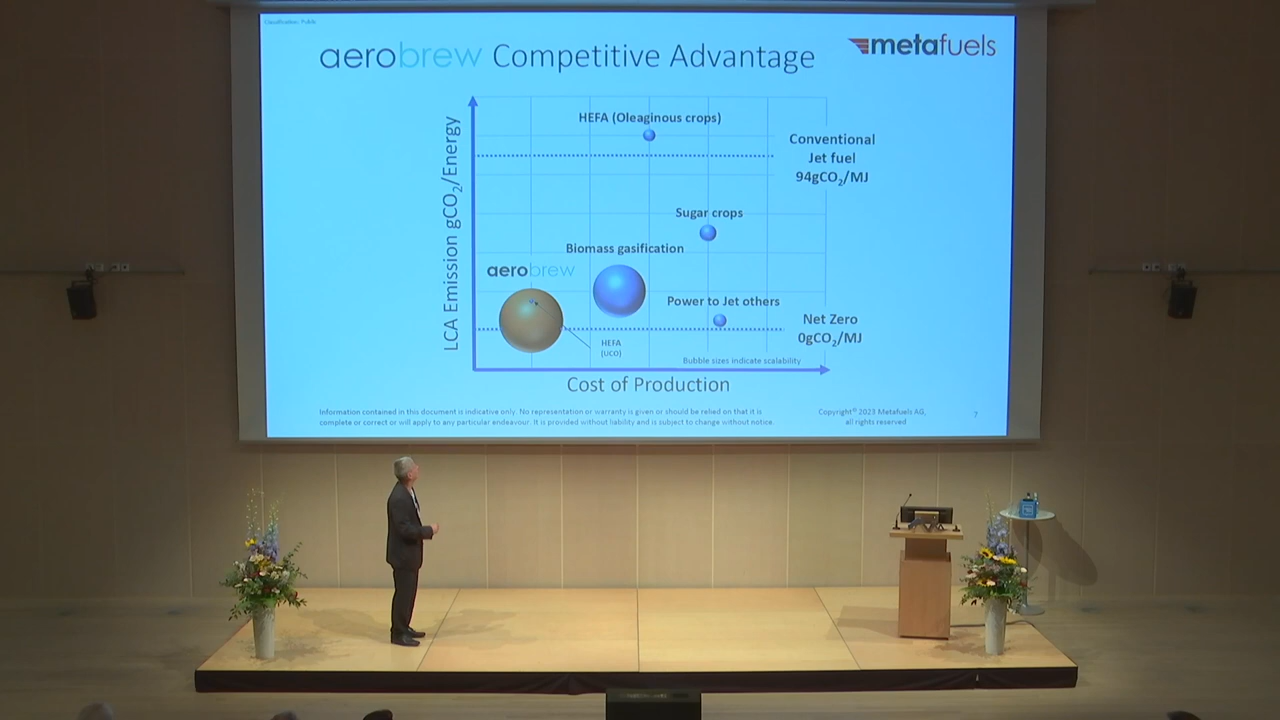 Classification: Public
aerobrew Competitive Advantage
metafuels
LCA Emission gCO₂/Energy
HEFA (Oleaginous crops)
Conventional
Jet fuel
94gCO₂/MJ
Sugar crops
Biomass gasification
aerobrew
Power to Jet others
Net Zero
0gCO₂/MJ
HEFA
(UCO)
Bubble sizes indicate scalability
Cost of Production
Information contained in this document is indicative only. No representation or warranty is given or should be relied on that it is
complete or correct or will apply to any particular endeavour. It is provided without liability and is subject to change without notice.
Copyright© 2023 Metafuels AG,
all rights reserved
7